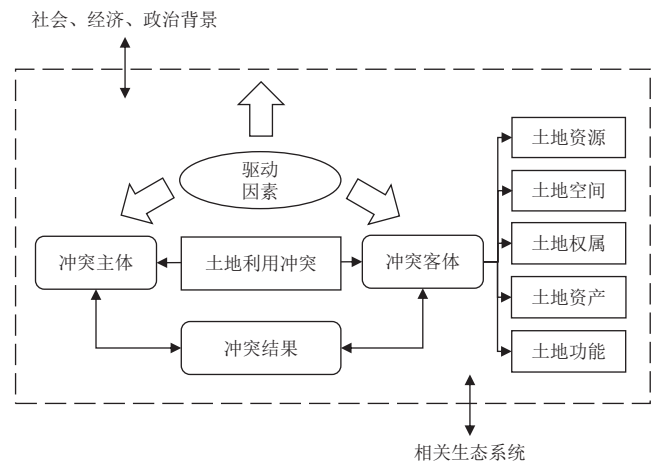 社会、经济、政治背景
驱动
因素
土地资源
土地空间
冲突主体
土地利用冲突
冲突客体
土地权属
土地资产
冲突结果
土地功能
相关生态系统